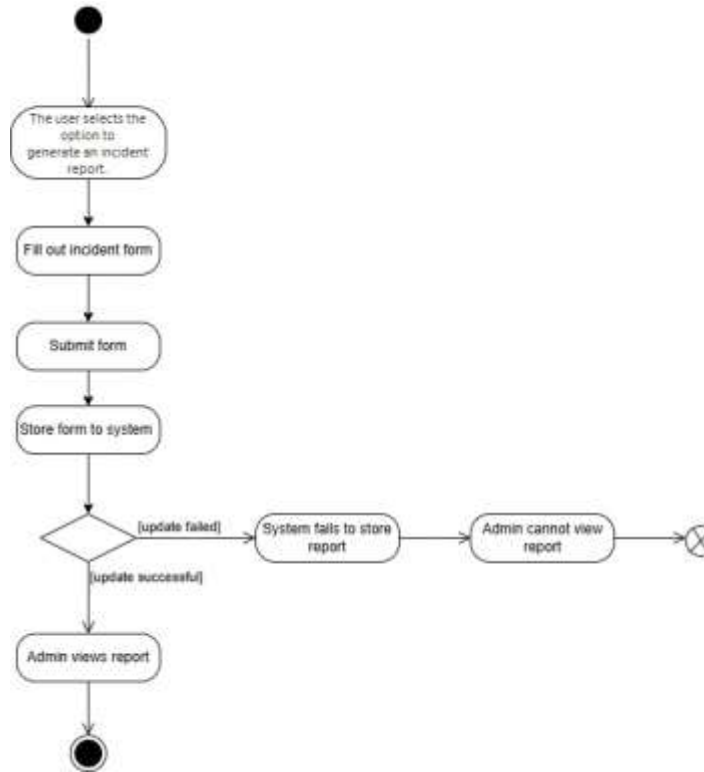 The user selects the
option to
generate an incident
report.
Fill out incident form
Submit form
Store form to system
[update failed]
System fails to store
report
Admin cannot view
report
[update successful]
Admin views report